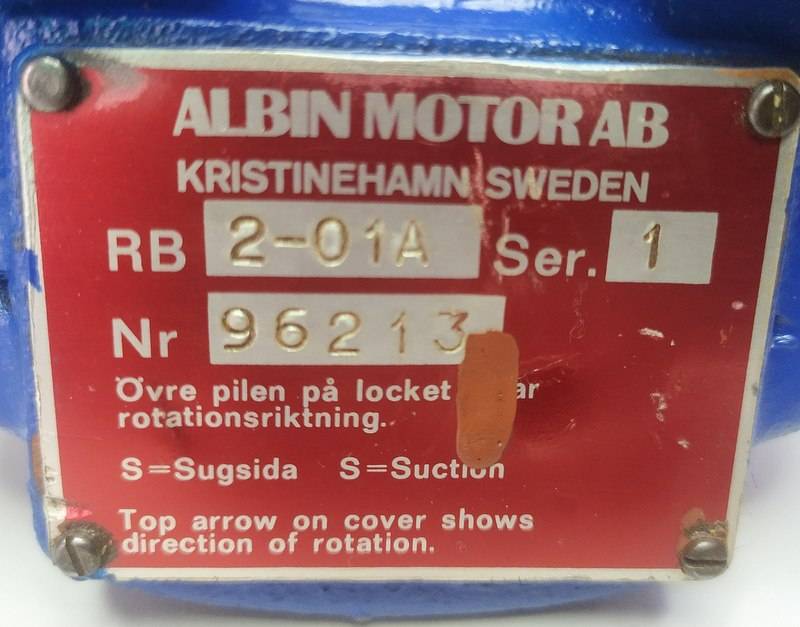 ALBIN MOTOR AB
KRISTINEHAMN SWEDEN
RB 2-01A Ser. 1
Nr 96213
Övre pilen på locket
rotationsriktning.
S=Sugsida S=Suction
Top arrow on cover shows
direction of rotation.